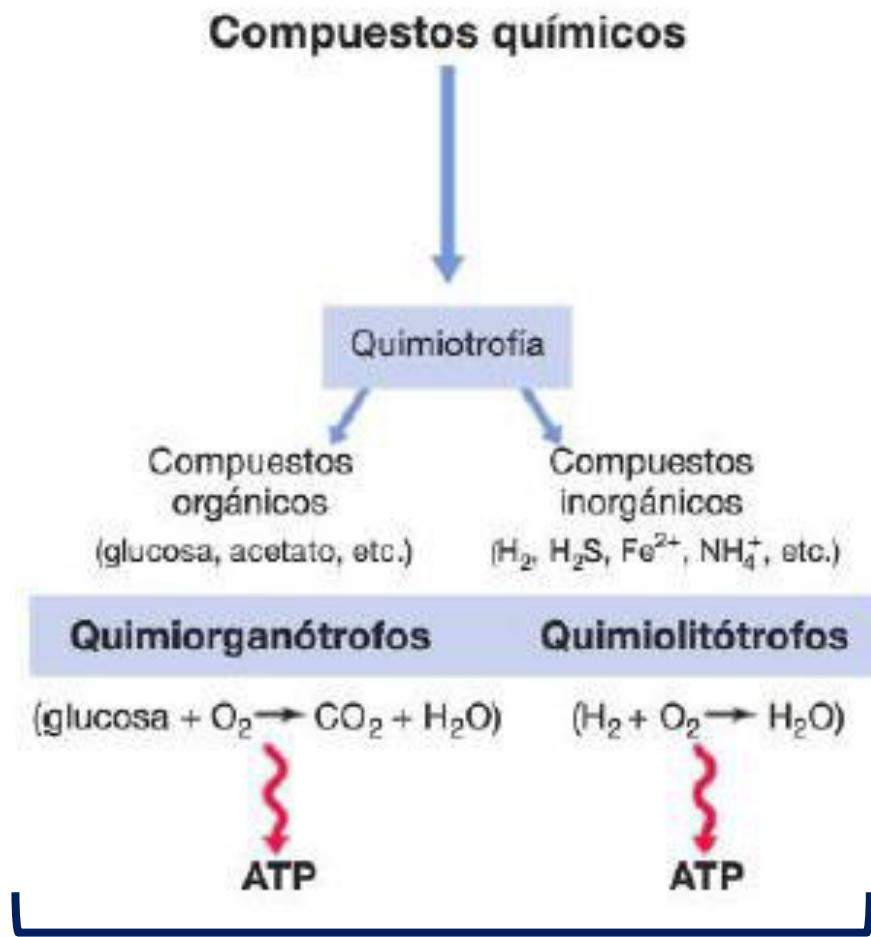 Compuestos químicos
Quimiotrofía
Compuestos
orgánicos
(glucosa, acetato, etc.)
Compuestos
inorgánicos
(H₂, H₂S, Fe²⁺, NH₄⁺, etc.)
Quimiorganótrofos
Quimiolitótrofos
(glucosa + O₂ → CO₂ + H₂O)
(H₂ + O₂ → H₂O)
ATP
ATP